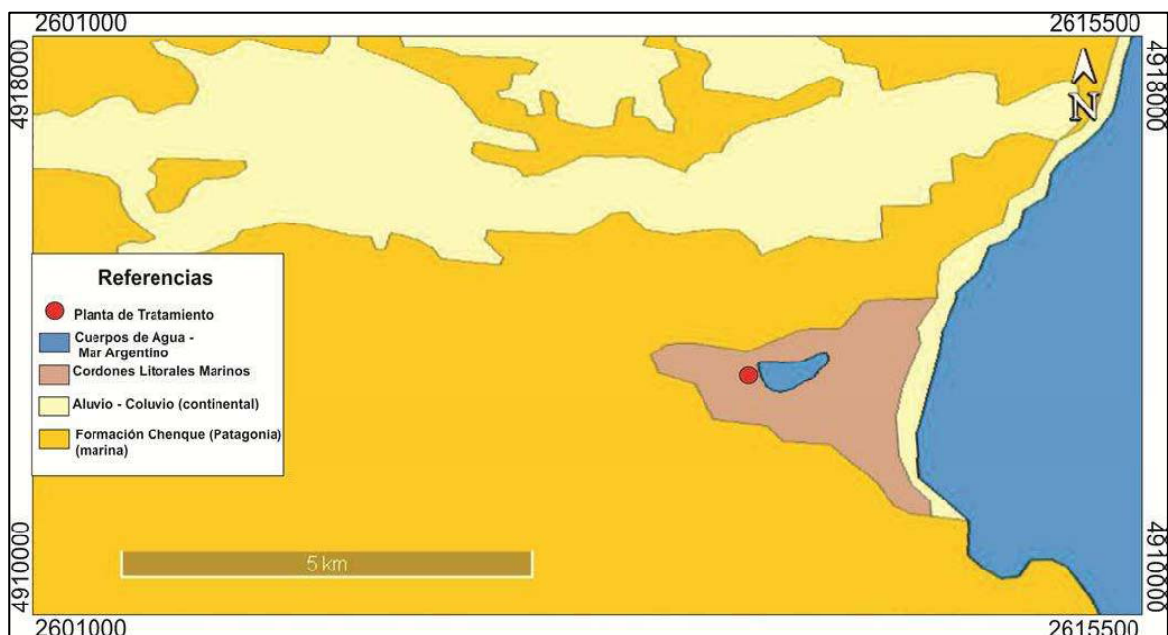 2601000
2615500
4918000
4918000
N
Referencias
Planta de Tratamiento
Cuerpos de Agua -
Mar Argentino
Cordones Litorales Marinos
Aluvio - Coluvio (continental)
Formación Chenque (Patagonia)
(marina)
5 km
4910000
4910000
2601000
2615500